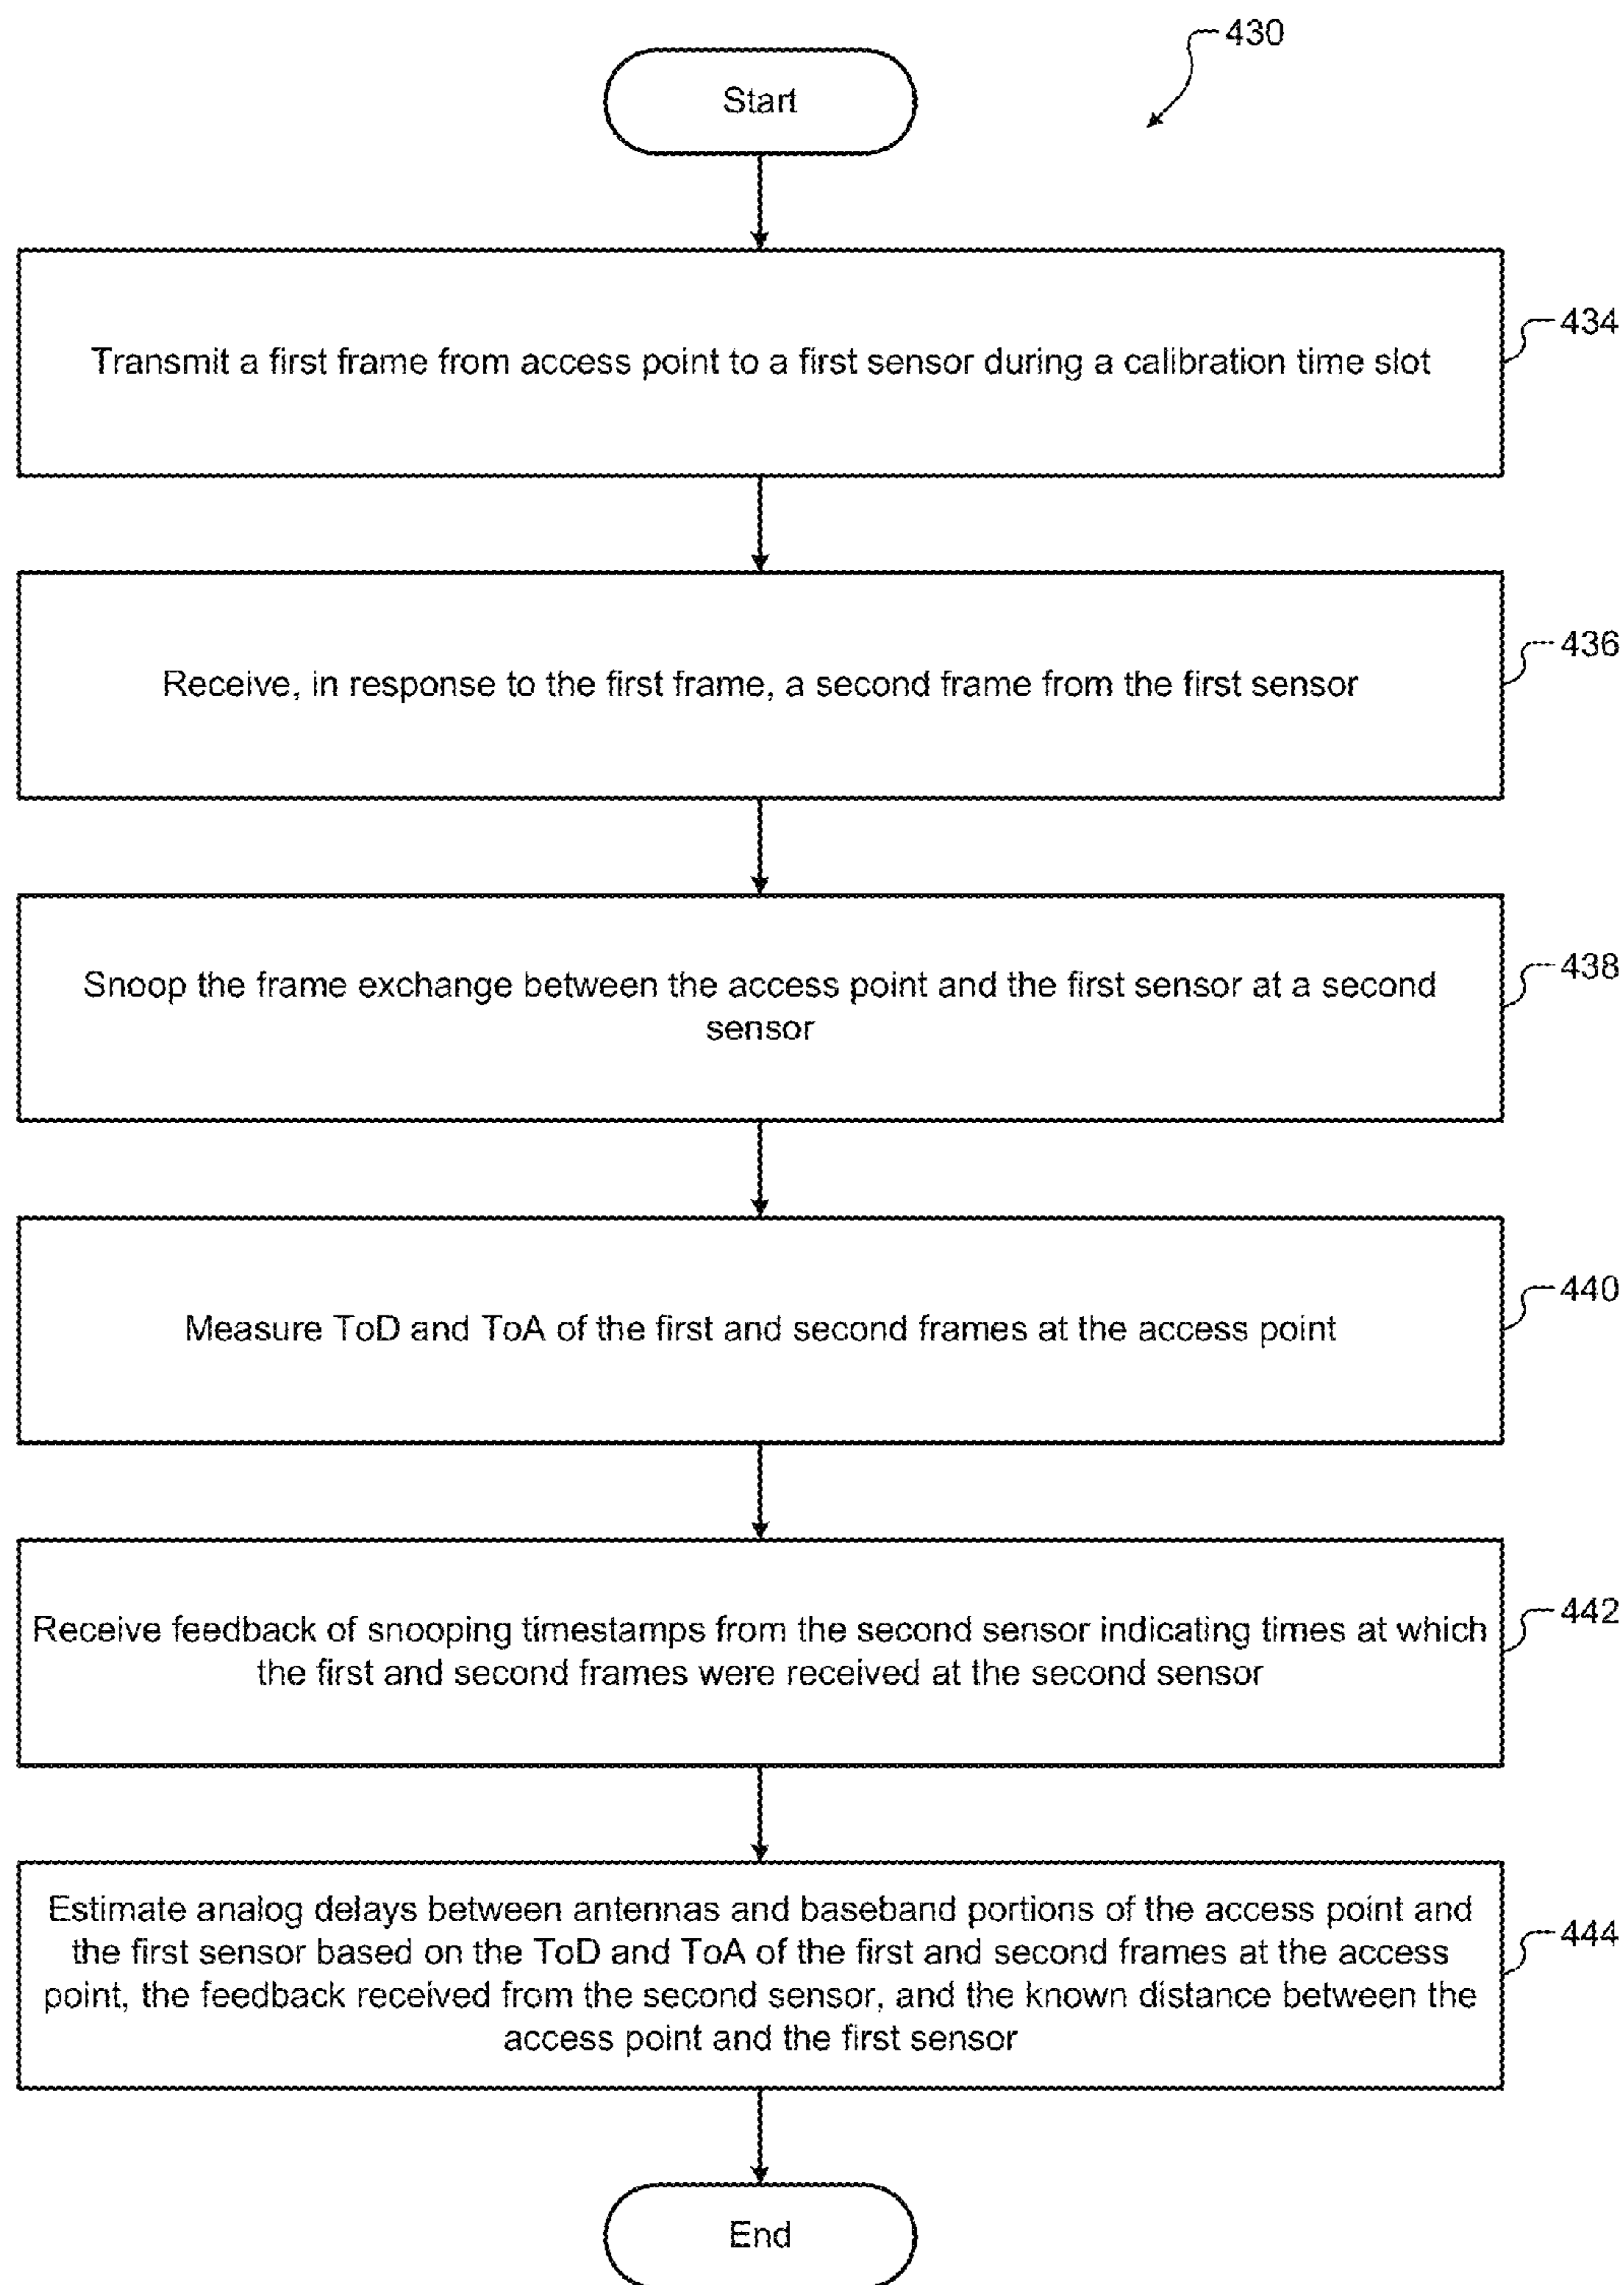 430
Start
Transmit a first frame from access point to a first sensor during a calibration time slot
434
Receive, in response to the first frame, a second frame from the first sensor
436
Snoop the frame exchange between the access point and the first sensor at a second
sensor
438
Measure ToD and ToA of the first and second frames at the access point
440
Receive feedback of snooping timestamps from the second sensor indicating times at which
the first and second frames were received at the second sensor
442
Estimate analog delays between antennas and baseband portions of the access point and
the first sensor based on the ToD and ToA of the first and second frames at the access
point, the feedback received from the second sensor, and the known distance between the
access point and the first sensor
444
End